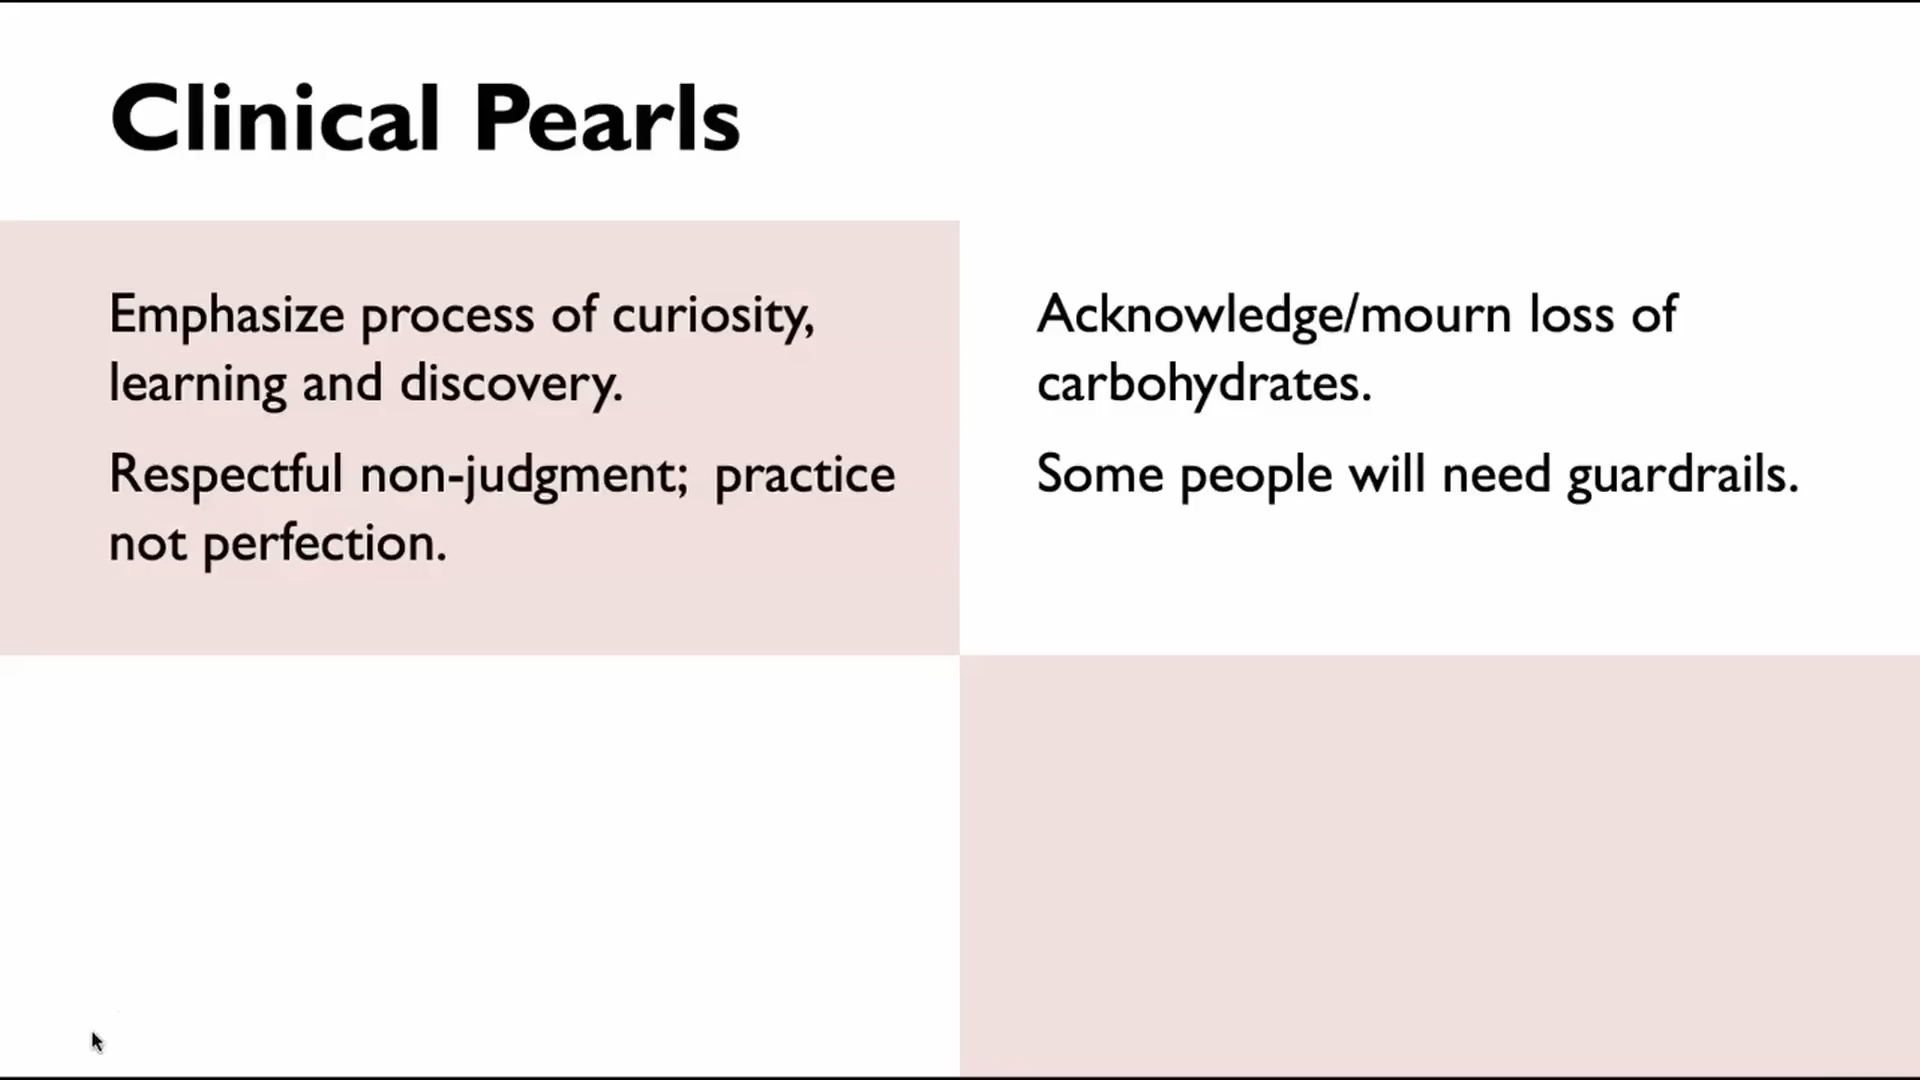 Clinical Pearls
Emphasize process of curiosity,
learning and discovery.
Respectful non-judgment; practice
not perfection.
Acknowledge/mourn loss of
carbohydrates.
Some people will need guardrails.